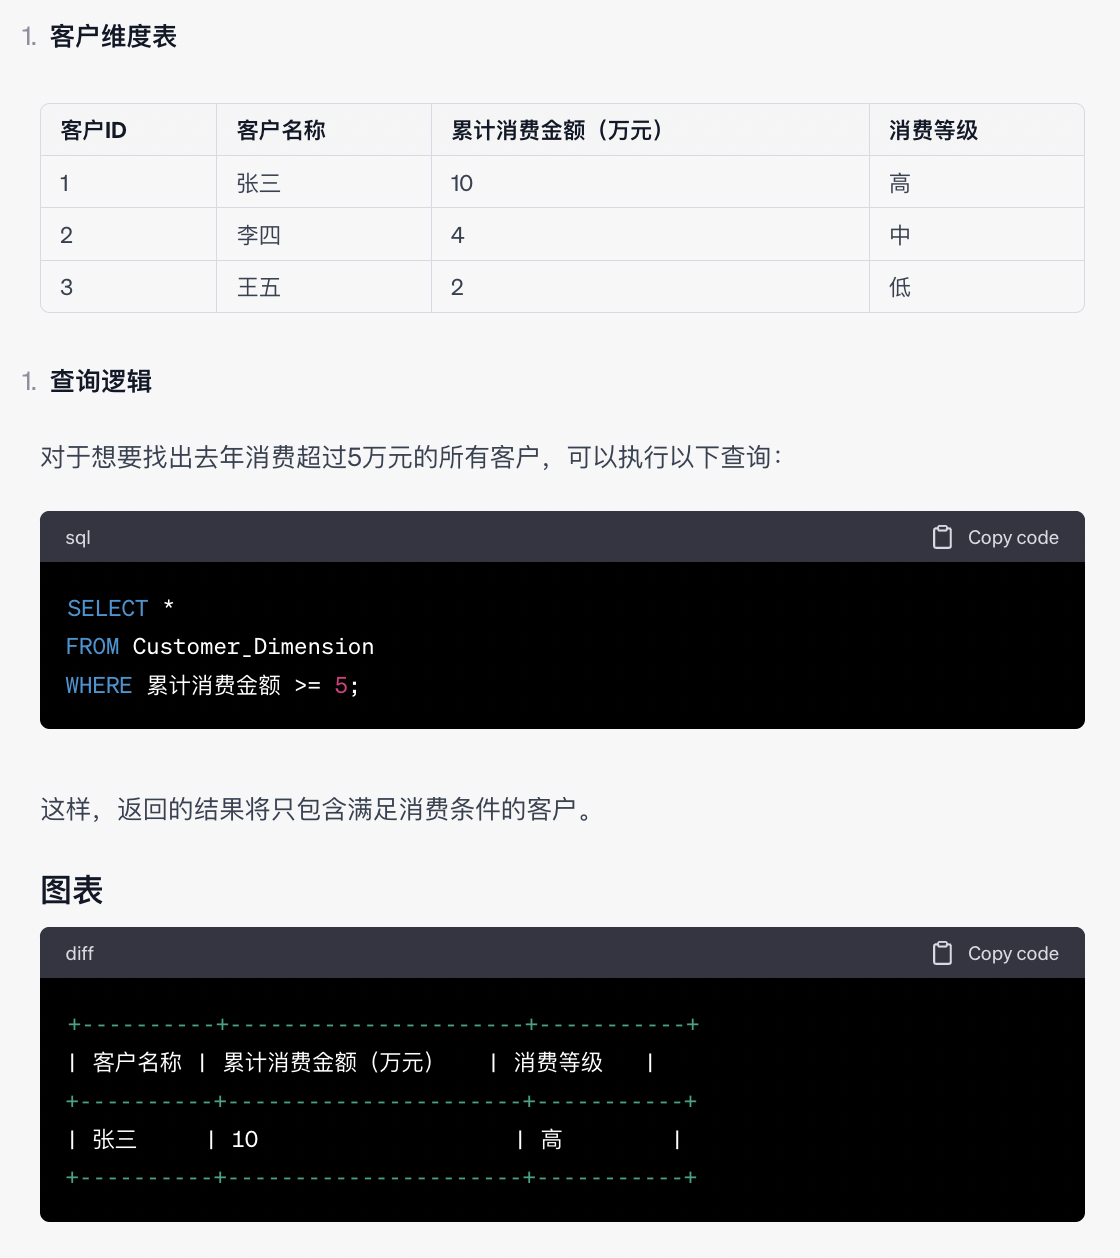 1. 客户维度表
客户ID 客户名称 累计消费金额（万元） 消费等级
1 张三 10 高
2 李四 4 中
3 王五 2 低
1. 查询逻辑
对于想要找出去年消费超过5万元的所有客户，可以执行以下查询：
sql Copy code
SELECT *
FROM Customer_Dimension
WHERE 累计消费金额 >= 5;
这样，返回的结果将只包含满足消费条件的客户。
图表
diff Copy code
+----------+----------------------+-----------+
| 客户名称 | 累计消费金额（万元）   | 消费等级   |
+----------+----------------------+-----------+
| 张三     | 10                   | 高        |
+----------+----------------------+-----------+